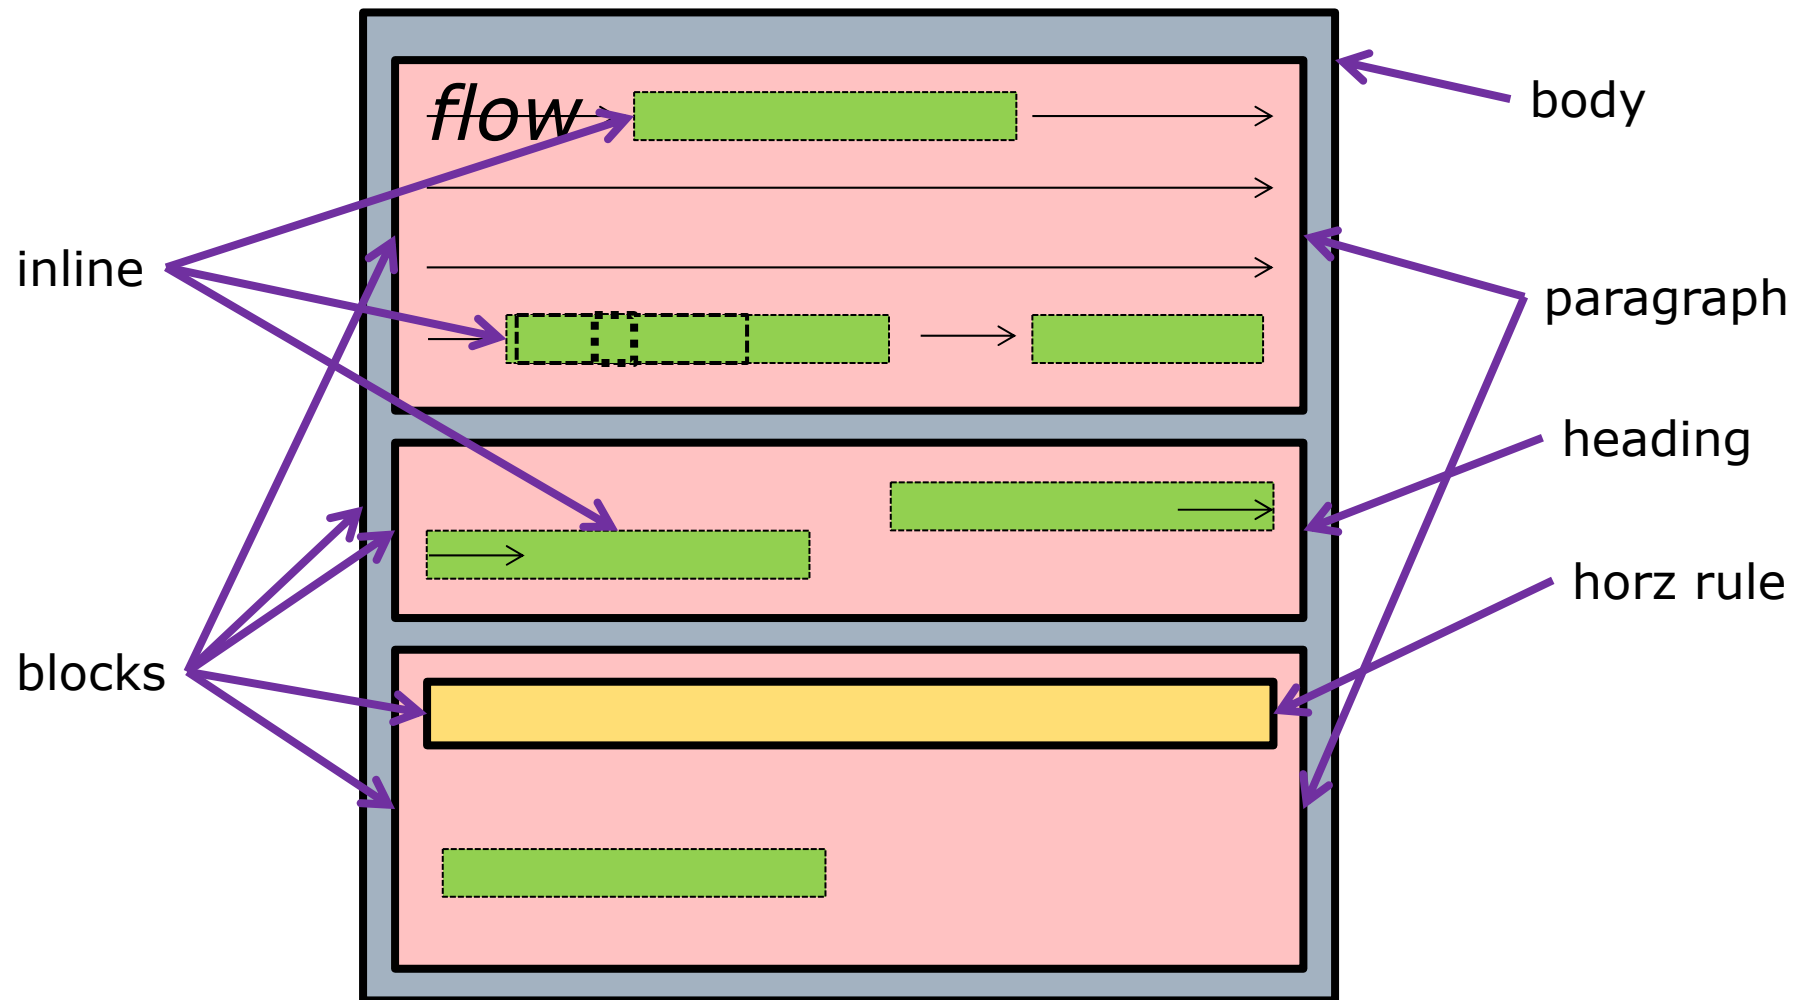 flow
body
inline
paragraph
heading
horz rule
blocks